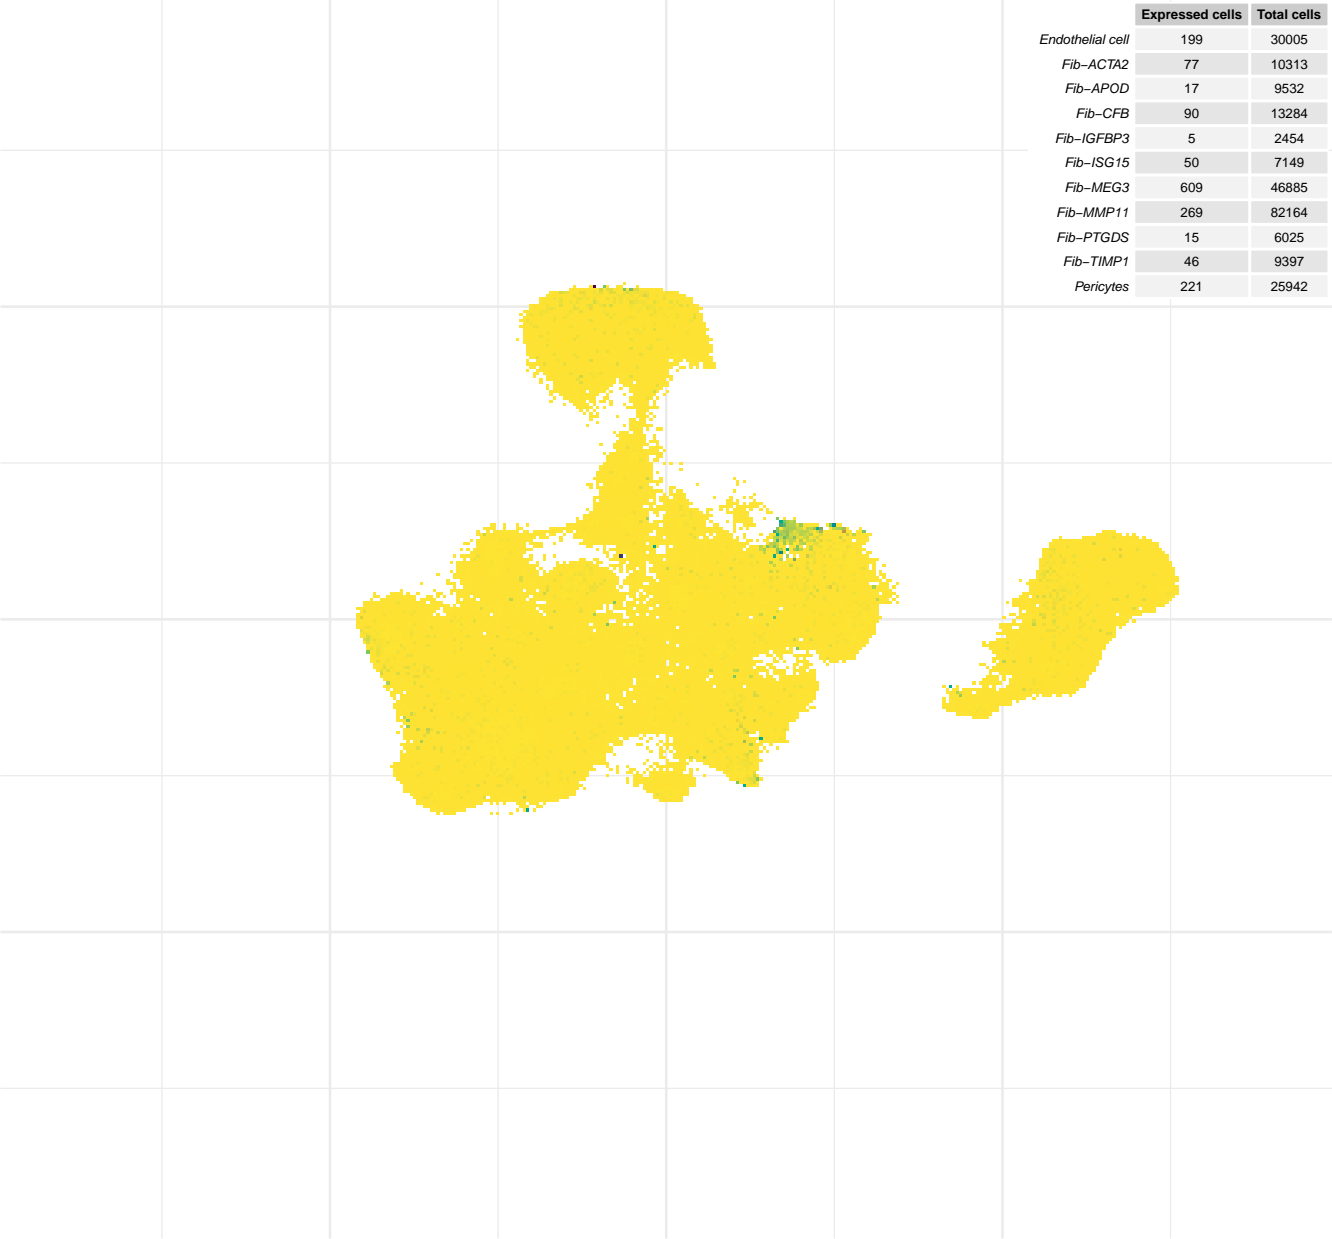 Expressed cells Total cells
Endothelial cell 199 30005
Fib−ACTA2 77 10313
Fib−APOD 17 9532
Fib−CFB 90 13284
Fib−IGFBP3 5 2454
Fib−ISG15 50 7149
Fib−MEG3 609 46885
Fib−MMP11 269 82164
Fib−PTGDS 15 6025
Fib−TIMP1 46 9397
Pericytes 221 25942